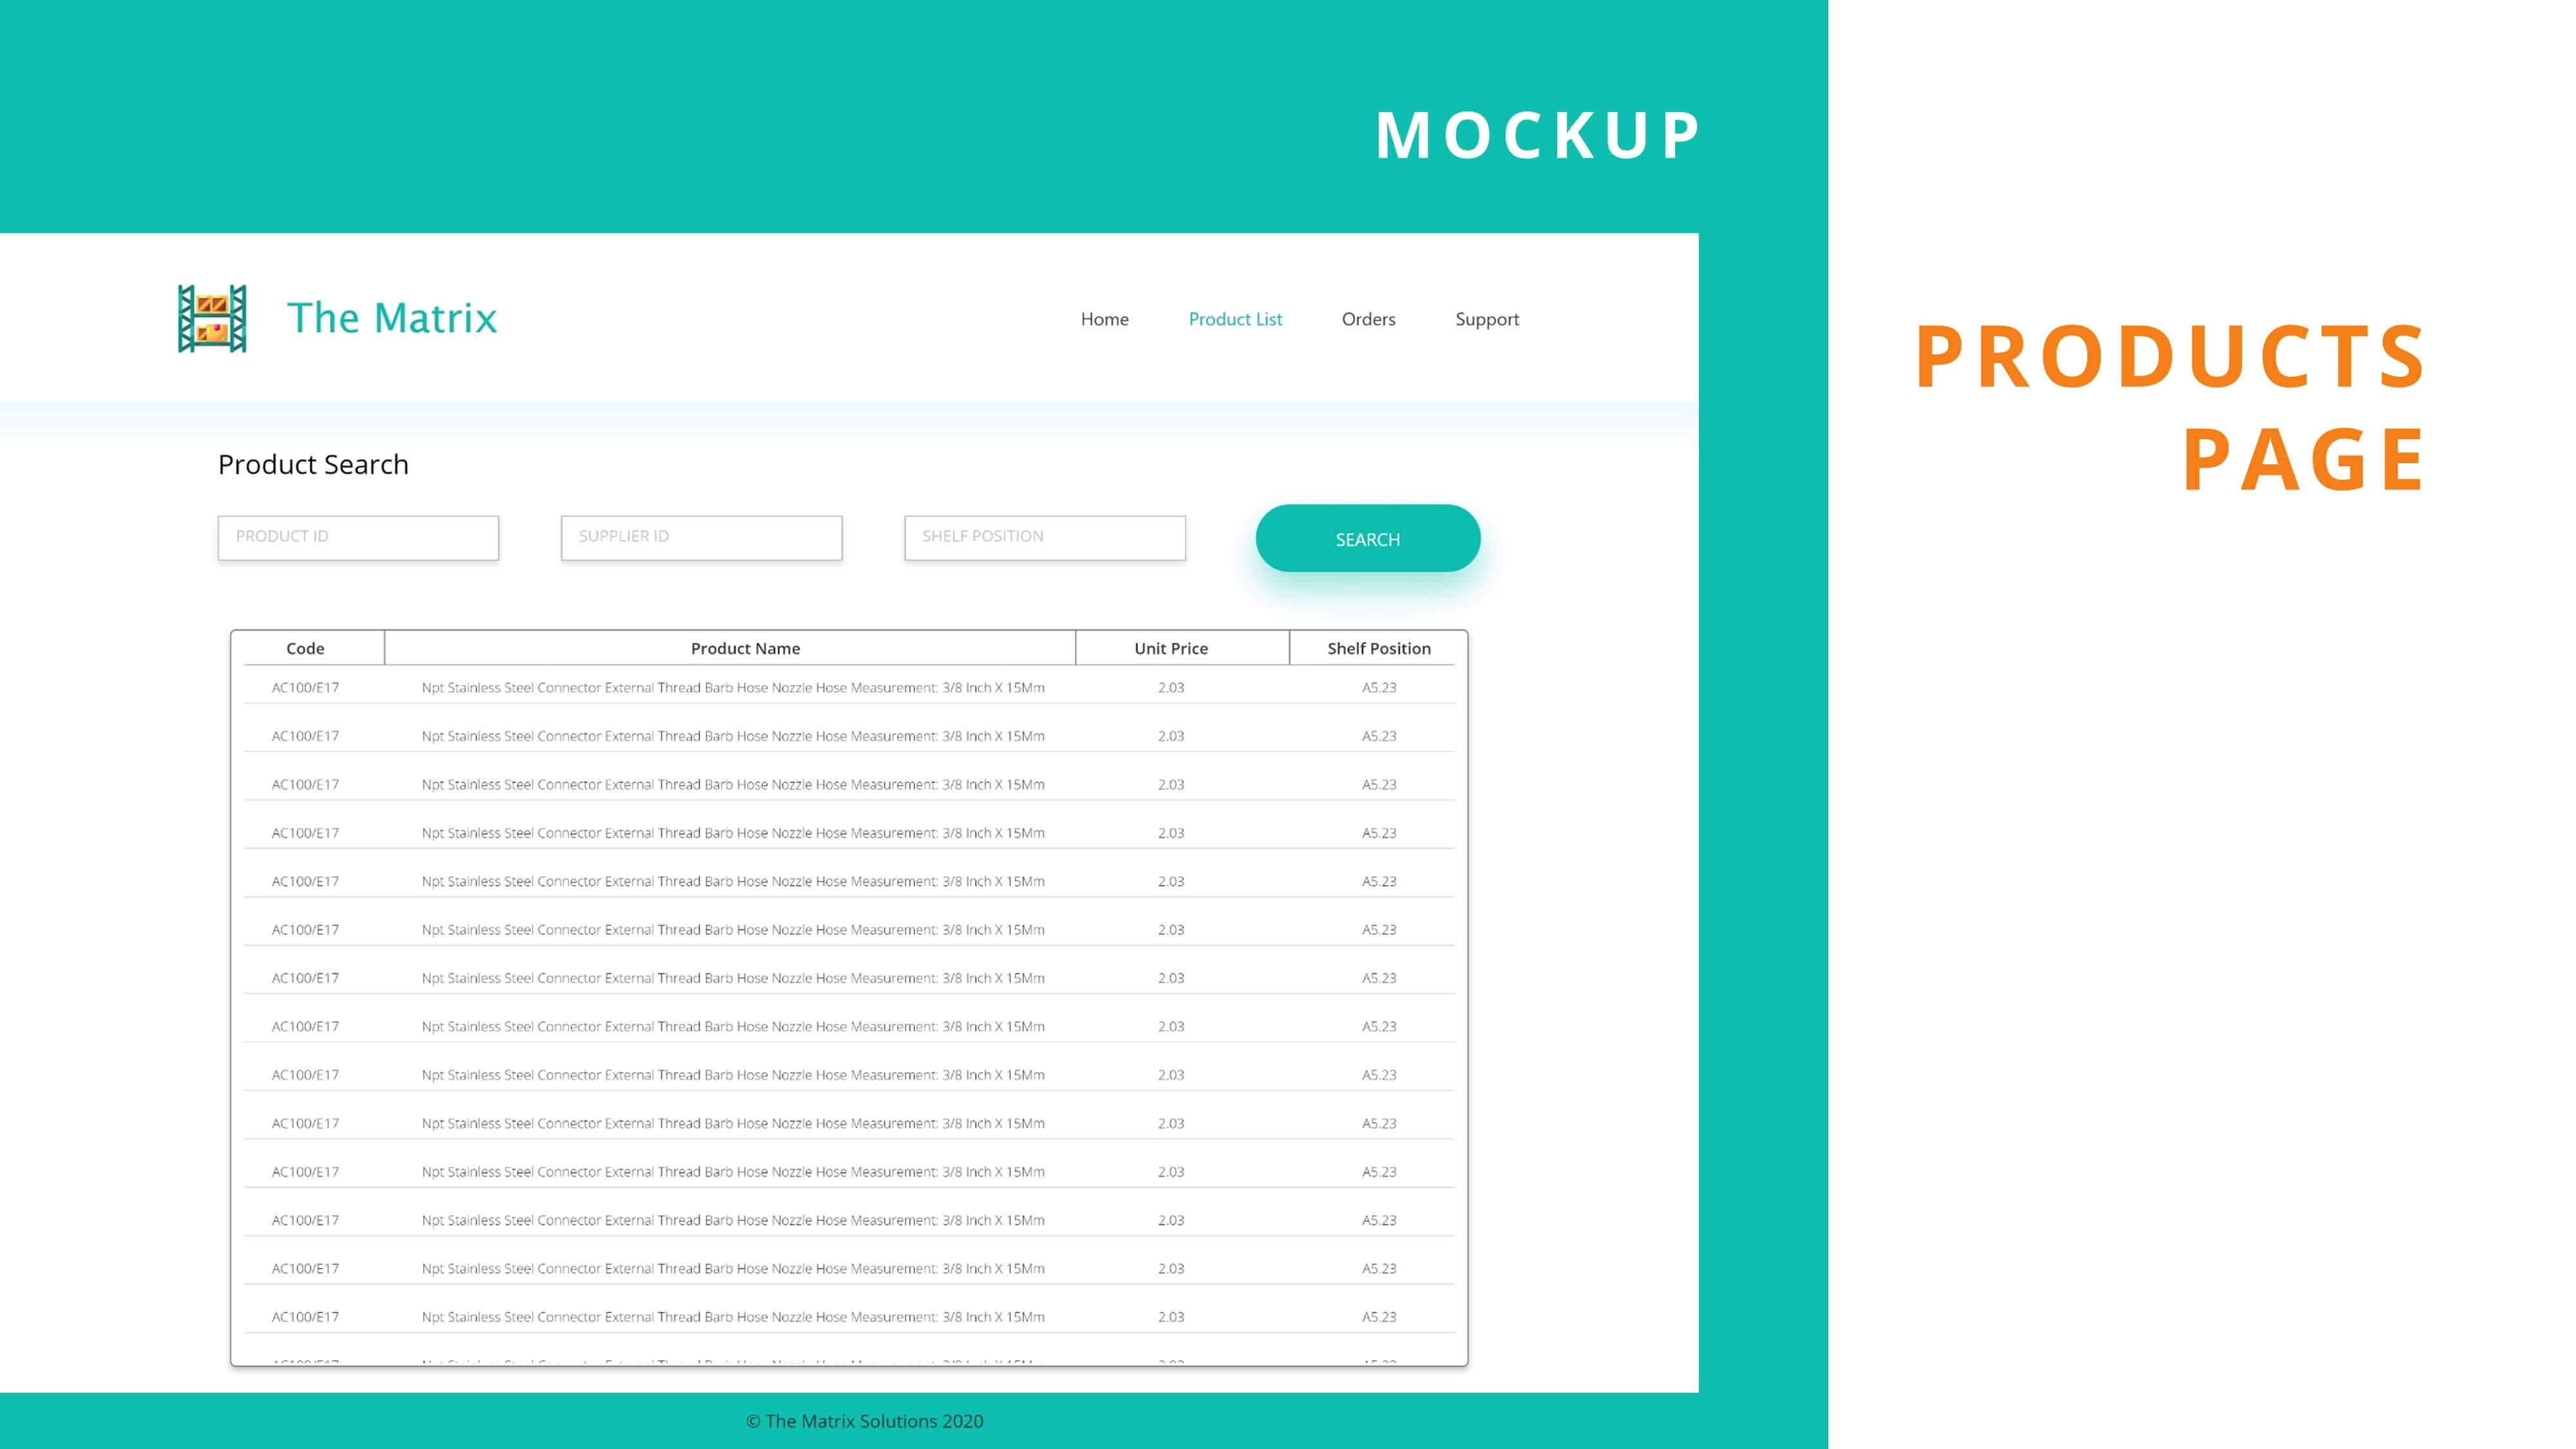 MOCKUP
The Matrix
Home Product List Orders Support
PRODUCTS
PAGE
Product Search
PRODUCT ID SUPPLIER ID SHELF POSITION SEARCH
Code Product Name Unit Price Shelf Position
AC100/E17 Npt Stainless Steel Connector External Thread Barb Hose Nozzle Hose Measurement: 3/8 Inch X 15Mm 2.03 A5.23
AC100/E17 Npt Stainless Steel Connector External Thread Barb Hose Nozzle Hose Measurement: 3/8 Inch X 15Mm 2.03 A5.23
AC100/E17 Npt Stainless Steel Connector External Thread Barb Hose Nozzle Hose Measurement: 3/8 Inch X 15Mm 2.03 A5.23
AC100/E17 Npt Stainless Steel Connector External Thread Barb Hose Nozzle Hose Measurement: 3/8 Inch X 15Mm 2.03 A5.23
AC100/E17 Npt Stainless Steel Connector External Thread Barb Hose Nozzle Hose Measurement: 3/8 Inch X 15Mm 2.03 A5.23
AC100/E17 Npt Stainless Steel Connector External Thread Barb Hose Nozzle Hose Measurement: 3/8 Inch X 15Mm 2.03 A5.23
AC100/E17 Npt Stainless Steel Connector External Thread Barb Hose Nozzle Hose Measurement: 3/8 Inch X 15Mm 2.03 A5.23
AC100/E17 Npt Stainless Steel Connector External Thread Barb Hose Nozzle Hose Measurement: 3/8 Inch X 15Mm 2.03 A5.23
AC100/E17 Npt Stainless Steel Connector External Thread Barb Hose Nozzle Hose Measurement: 3/8 Inch X 15Mm 2.03 A5.23
AC100/E17 Npt Stainless Steel Connector External Thread Barb Hose Nozzle Hose Measurement: 3/8 Inch X 15Mm 2.03 A5.23
AC100/E17 Npt Stainless Steel Connector External Thread Barb Hose Nozzle Hose Measurement: 3/8 Inch X 15Mm 2.03 A5.23
AC100/E17 Npt Stainless Steel Connector External Thread Barb Hose Nozzle Hose Measurement: 3/8 Inch X 15Mm 2.03 A5.23
AC100/E17 Npt Stainless Steel Connector External Thread Barb Hose Nozzle Hose Measurement: 3/8 Inch X 15Mm 2.03 A5.23
AC100/E17 Npt Stainless Steel Connector External Thread Barb Hose Nozzle Hose Measurement: 3/8 Inch X 15Mm 2.03 A5.23
© The Matrix Solutions 2020